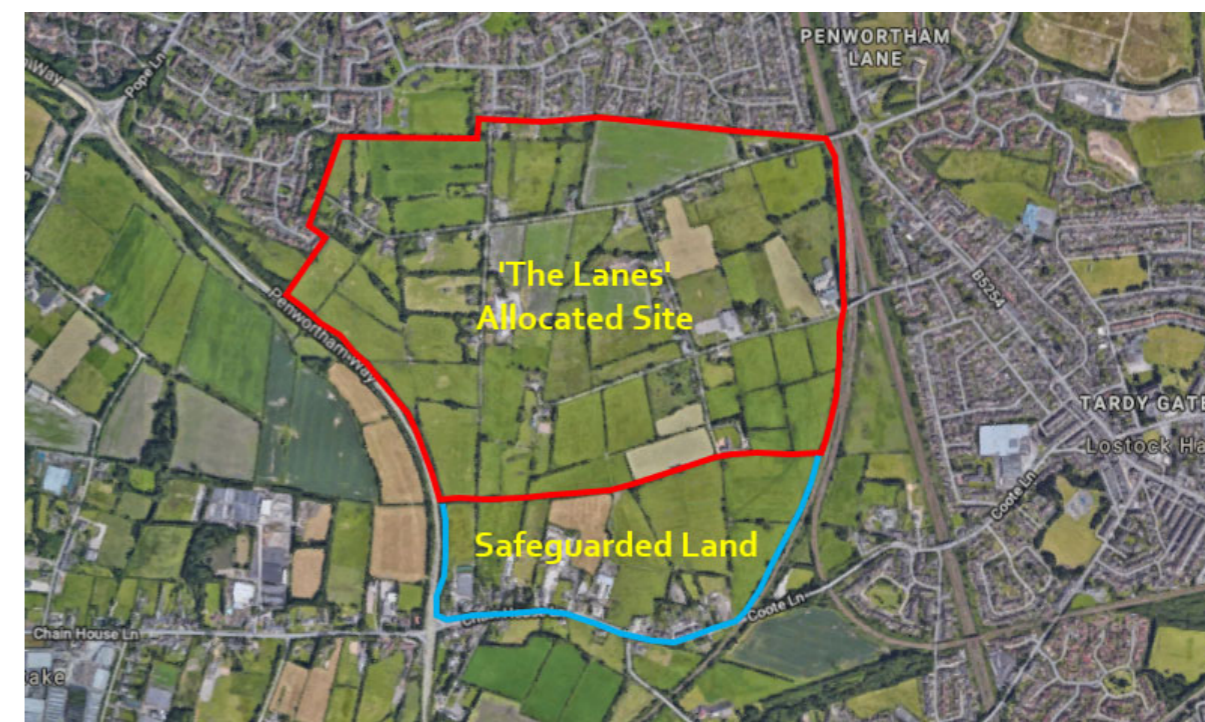 PENWORTHAM
LANE
Pope Ln
'The Lanes'
Allocated Site
Penwortham Way
B5254
TARDY GATE
Lostock Ha
Coote Ln
Safeguarded Land
Coote Ln
Chain House Ln